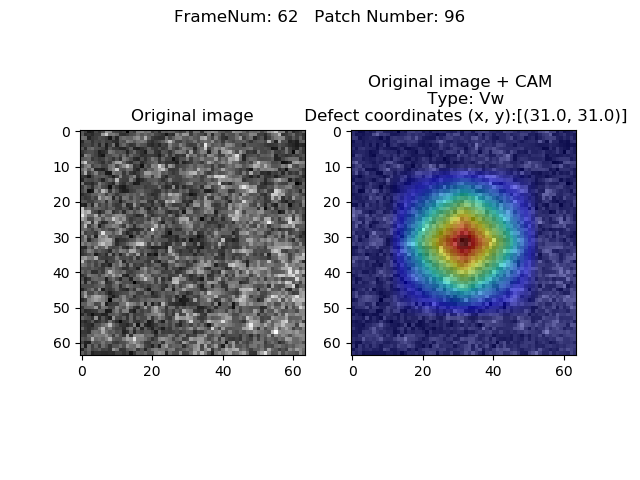 FrameNum: 62   Patch Number: 96
Original image
0
10
20
30
40
50
60
0 20 40 60
Original image + CAM
Type: Vw
Defect coordinates (x, y):[(31.0, 31.0)]
0
10
20
30
40
50
60
0 20 40 60